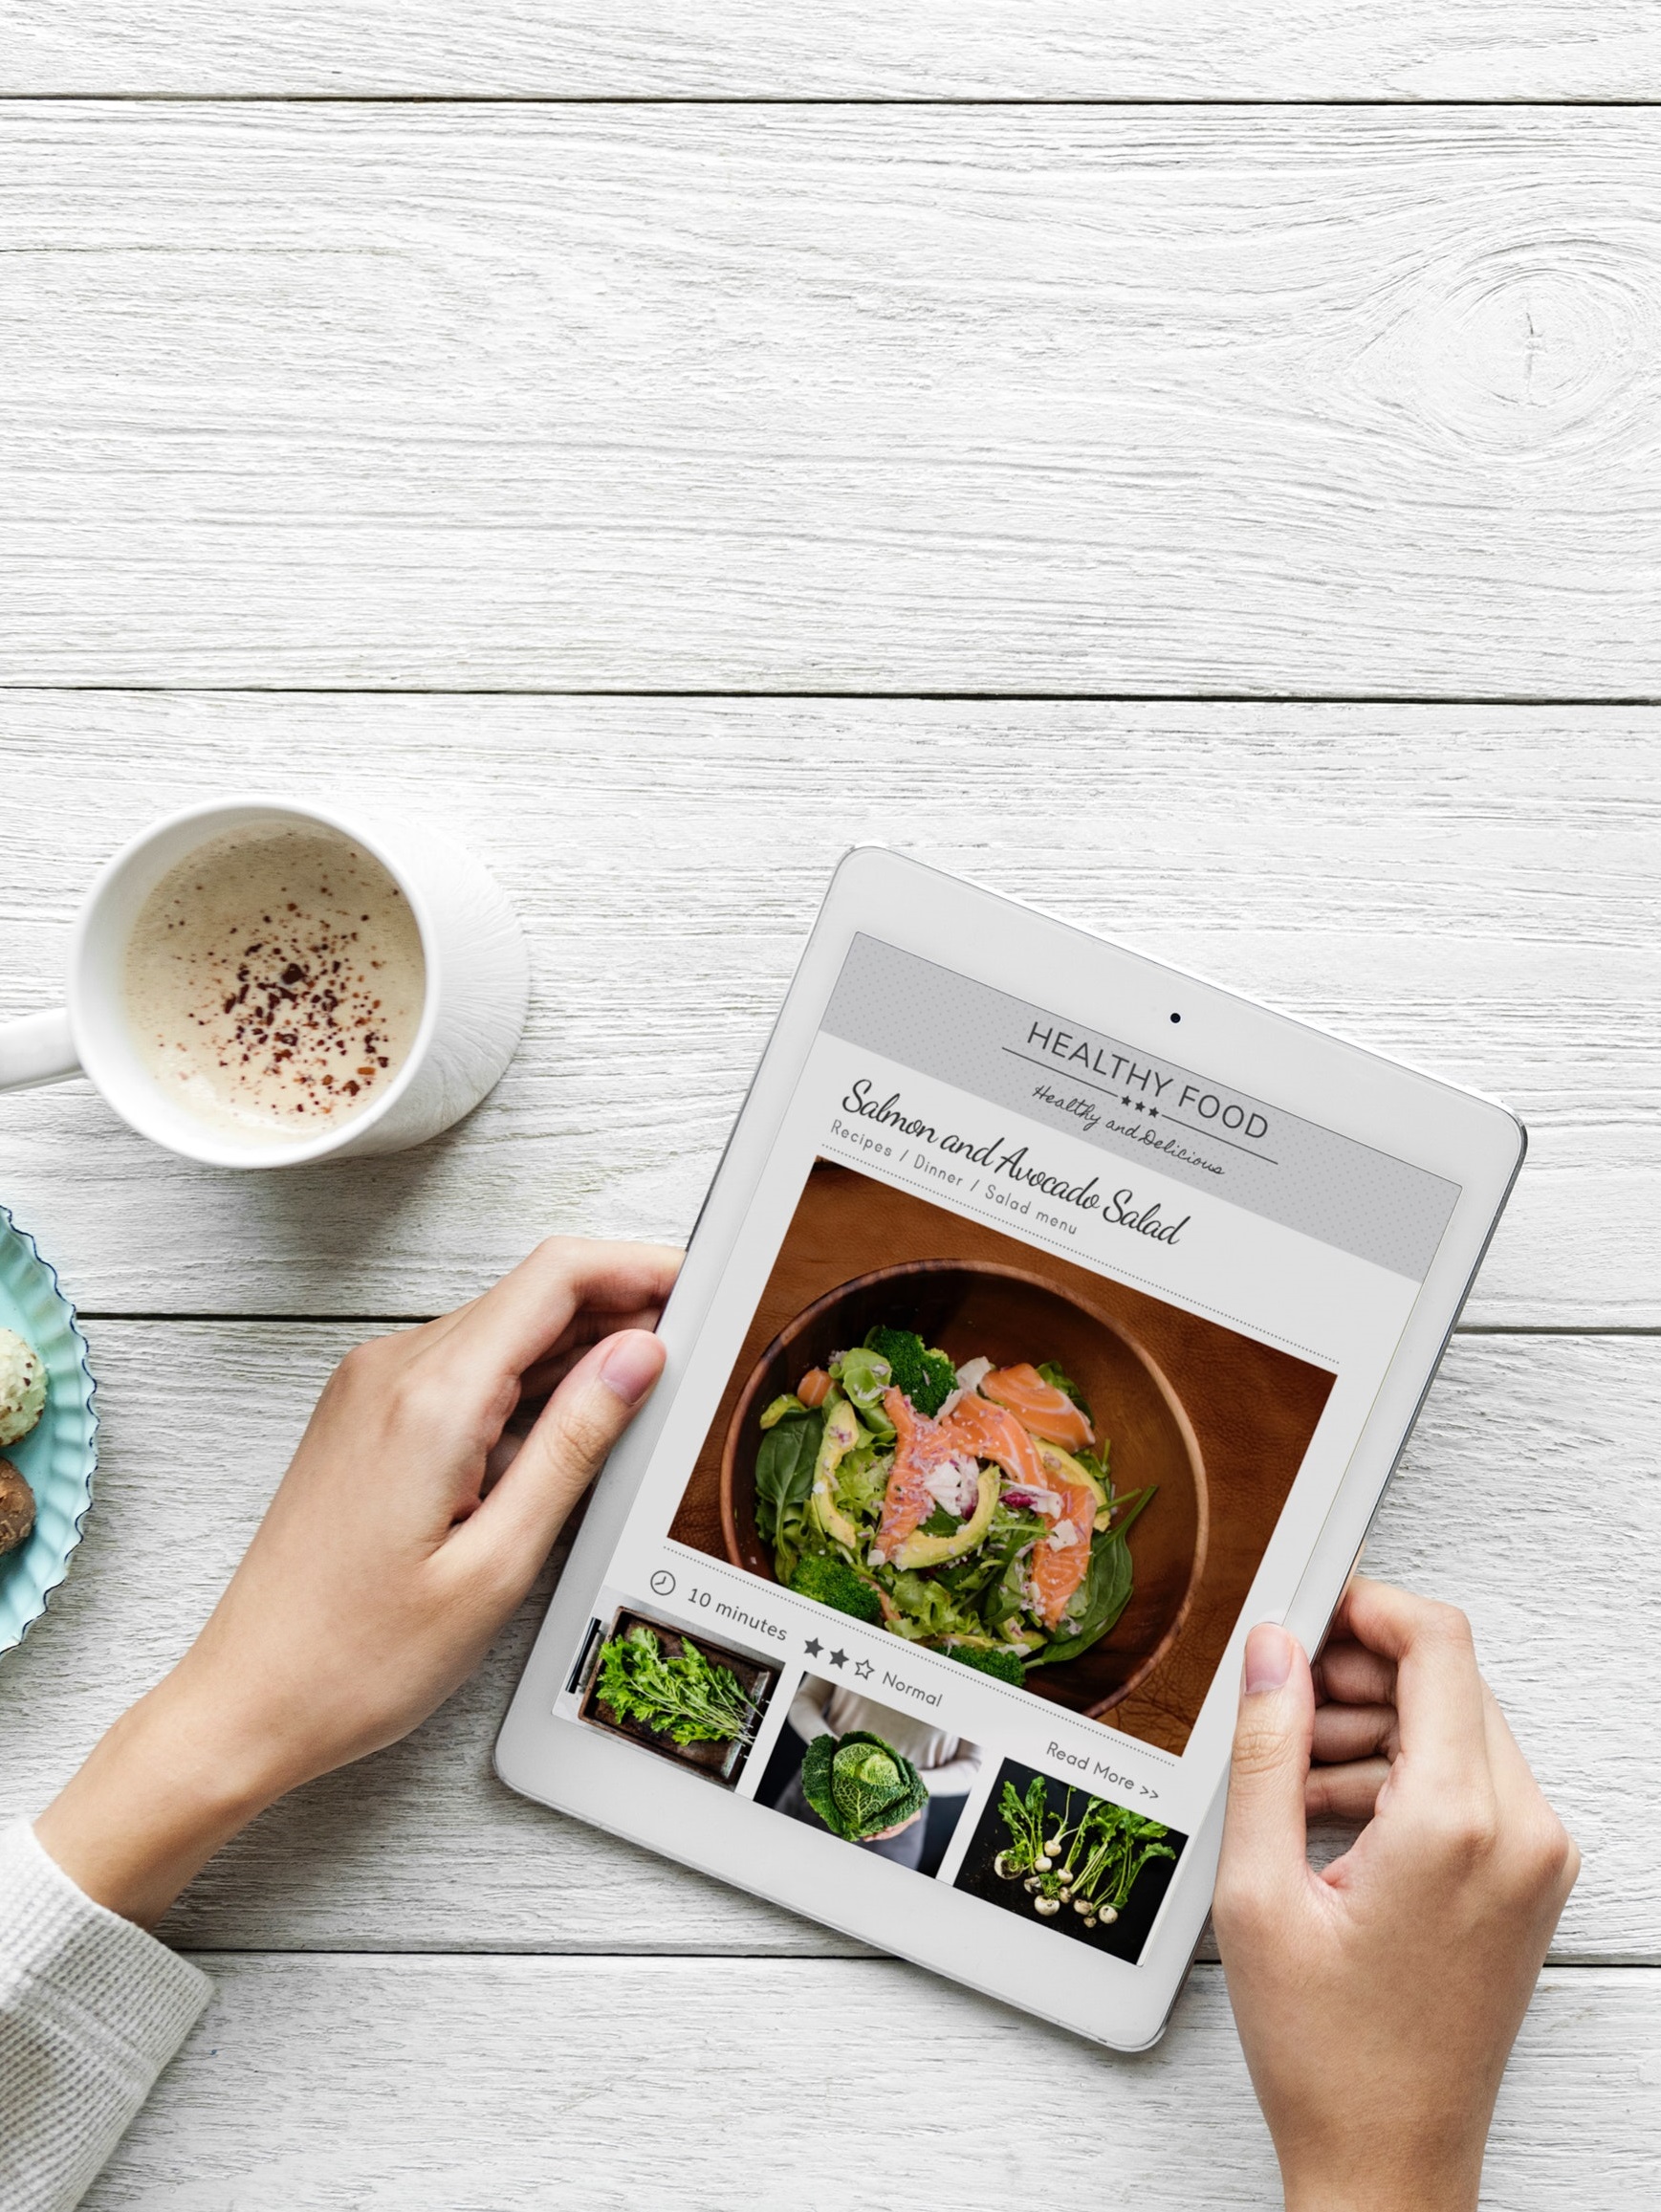 HEALTHY FOOD
Healthy and Delicious
Salmon and Avocado Salad
Recipes / Dinner / Salad menu
10 minutes
Normal
Read More >>